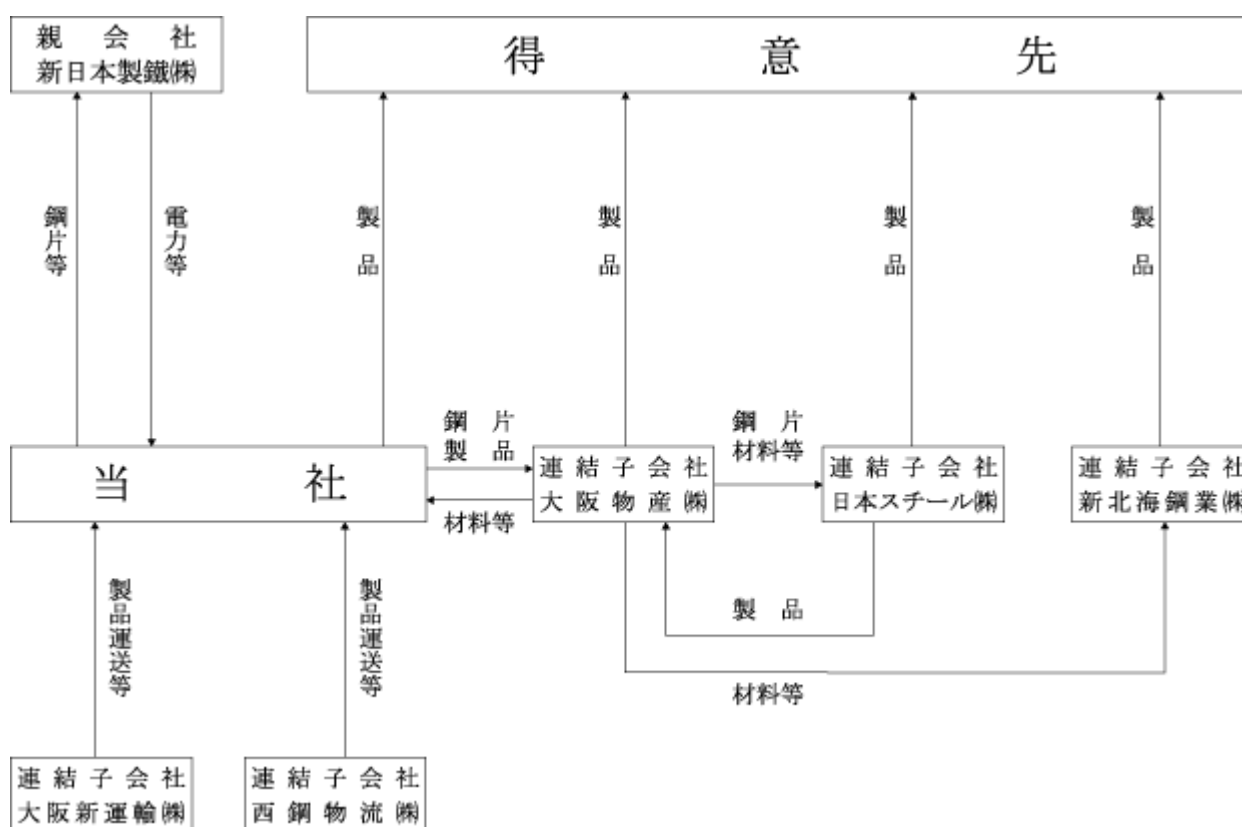 親会社
新日本製鐵㈱
得意先
鋼片等
電力等
製品
製品
製品
製品
鋼片
製品
材料等
鋼片
材料等
当社
連結子会社
大阪物産㈱
連結子会社
日本スチール㈱
連結子会社
新北海鋼業㈱
製品
材料等
製品運送等
製品運送等
連結子会社
大阪新運輸㈱
連結子会社
西鋼物流㈱